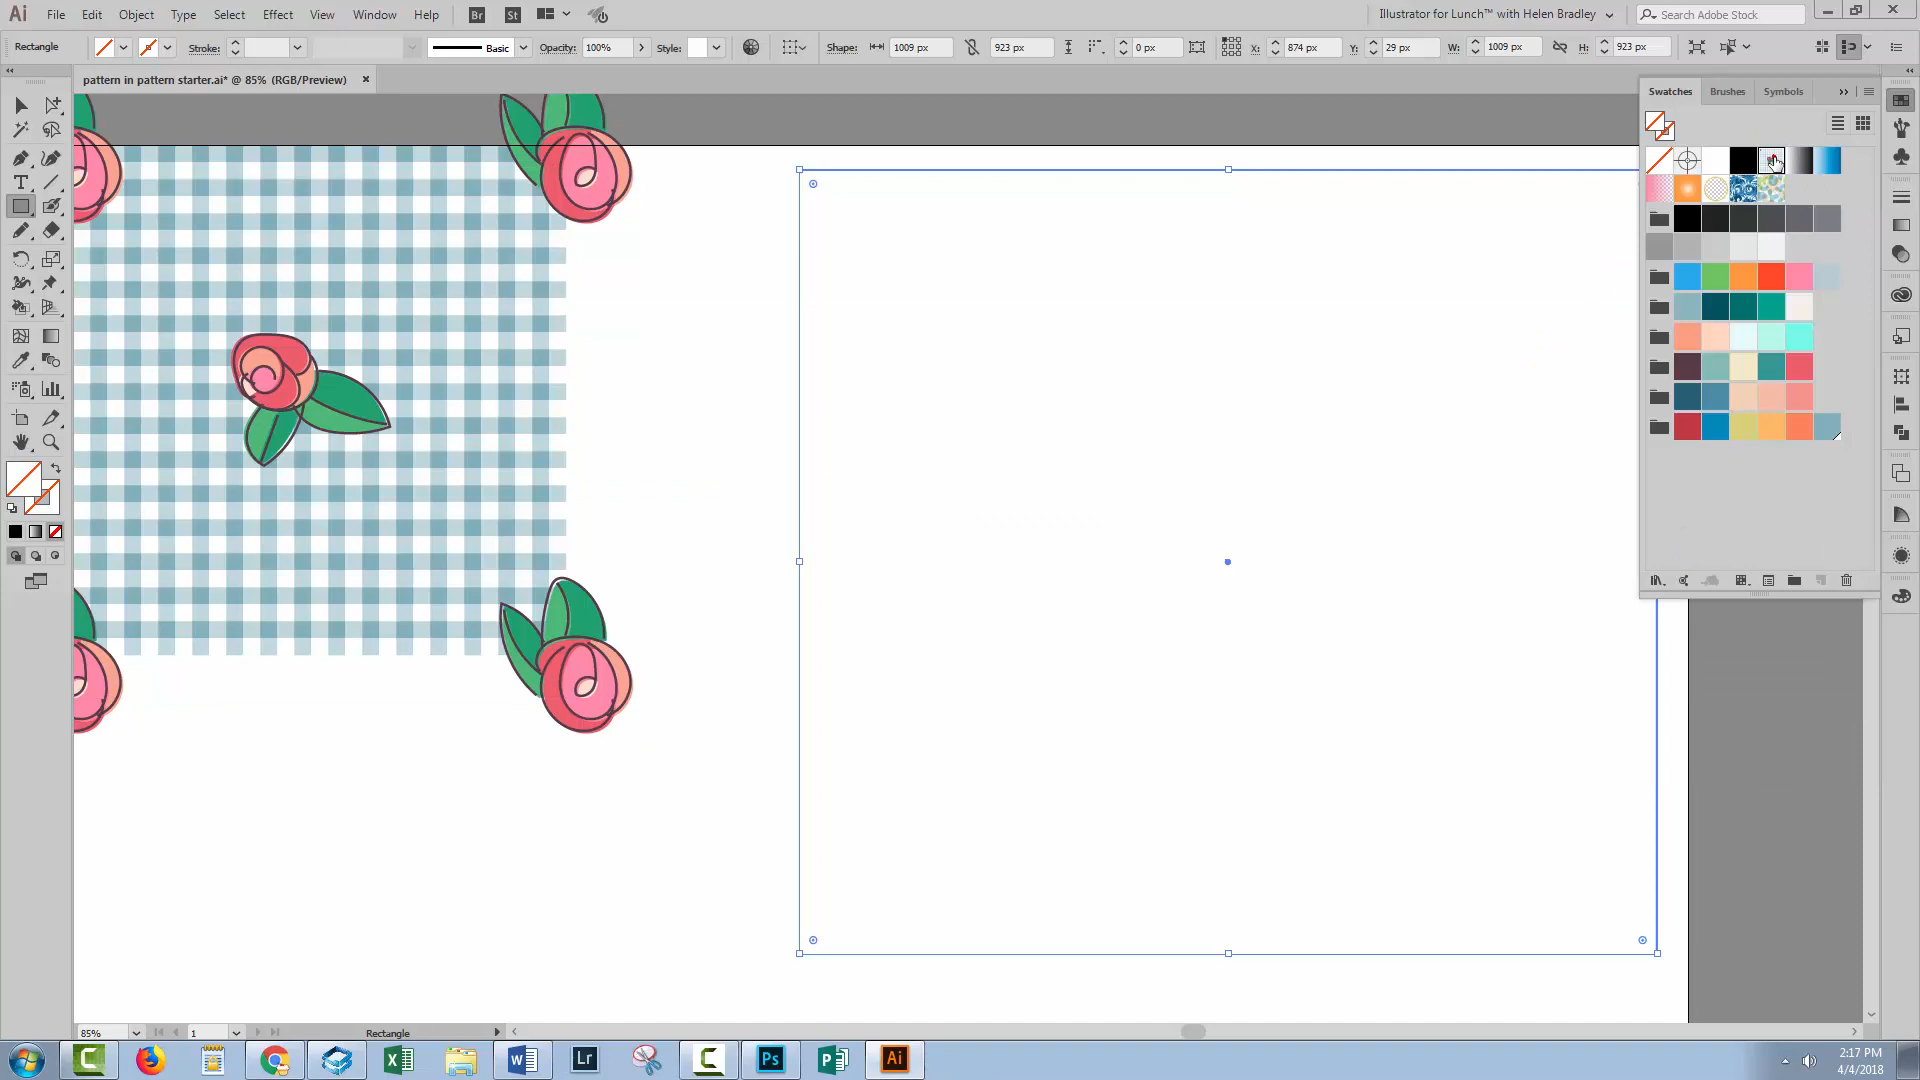 Ai File Edit Object Type Select Effect View Window Help Br St Illustrator for Lunch™ with Helen Bradley Search Adobe Stock
Rectangle Stroke: Basic Opacity: 100% Style: Shape: 1009 px 923 px 0 px X: 874 px Y: 29 px W: 1009 px H: 923 px
pattern in pattern starter.ai* @ 85% (RGB/Preview)
Swatches Brushes Symbols
85% 1 Rectangle
Lr Ps Ai
2:17 PM
4/4/2018